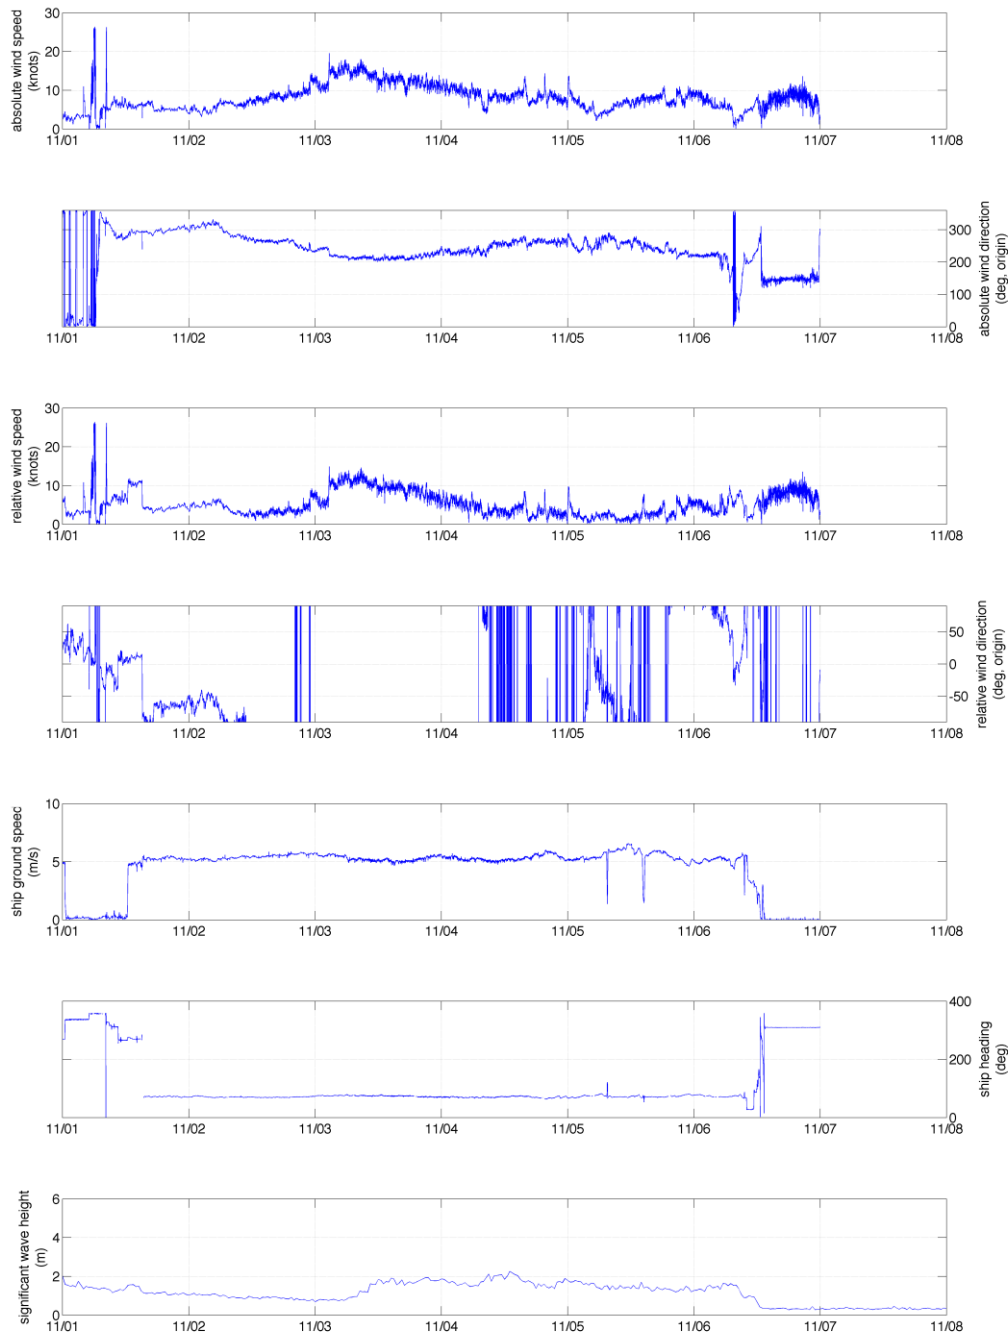 absolute wind speed
(knots)
30
20
10
0
11/01 11/02 11/03 11/04 11/05 11/06 11/07 11/08
absolute wind direction
(deg, origin)
300
200
100
0
11/01 11/02 11/03 11/04 11/05 11/06 11/07 11/08
relative wind speed
(knots)
30
20
10
0
11/01 11/02 11/03 11/04 11/05 11/06 11/07 11/08
relative wind direction
(deg, origin)
50
0
-50
11/01 11/02 11/03 11/04 11/05 11/06 11/07 11/08
ship ground speed
(m/s)
10
5
0
11/01 11/02 11/03 11/04 11/05 11/06 11/07 11/08
ship heading
(deg)
400
200
0
11/01 11/02 11/03 11/04 11/05 11/06 11/07 11/08
significant wave height
(m)
6
4
2
0
11/01 11/02 11/03 11/04 11/05 11/06 11/07 11/08